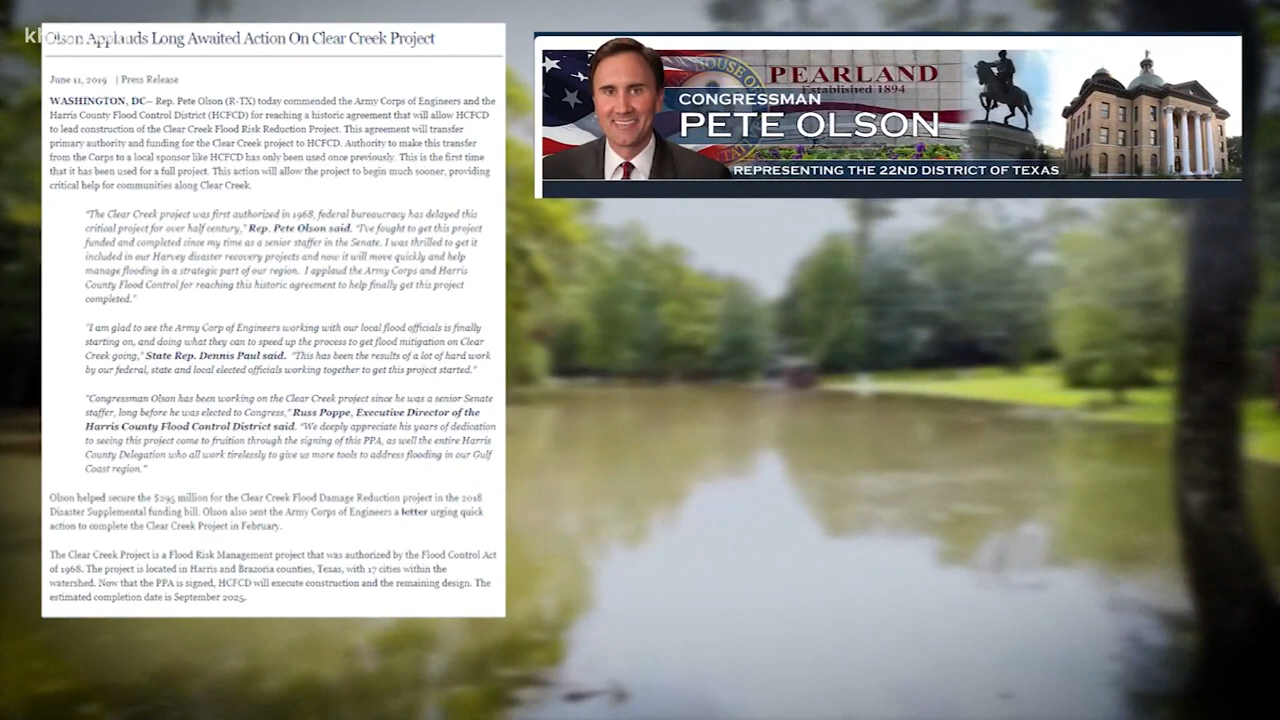 Olson Applauds Long Awaited Action On Clear Creek Project
June 11, 2019 | Press Release
WASHINGTON, DC– Rep. Pete Olson (R-TX) today commended the Army Corps of Engineers and the
Harris County Flood Control District (HCFCD) for reaching a historic agreement that will allow HCFCD
to lead construction of the Clear Creek Flood Risk Reduction Project. This agreement will transfer
primary authority and funding for the Clear Creek project to HCFCD. Authority to make this transfer
from the Corps to a local sponsor like HCFCD has only been used once previously. This is the first time
that it has been used for a full project. This action will allow the project to begin much sooner, providing
critical help for communities along Clear Creek.
"The Clear Creek project was first authorized in 1968, federal bureaucracy has delayed this
critical project for over half century," Rep. Pete Olson said. "I've fought to get this project
funded and completed since my time as a senior staffer in the Senate. I was thrilled to get it
included in our Harvey disaster recovery projects and now it will move quickly and help
manage flooding in a strategic part of our region. I applaud the Army Corps and Harris
County Flood Control for reaching this historic agreement to help finally get this project
completed."
"I am glad to see the Army Corp of Engineers working with our local flood officials is finally
starting on, and doing what they can to speed up the process to get flood mitigation on Clear
Creek going," State Rep. Dennis Paul said. "This has been the results of a lot of hard work
by our federal, state and local elected officials working together to get this project started."
"Congressman Olson has been working on the Clear Creek project since he was a senior Senate
staffer, long before he was elected to Congress," Russ Poppe, Executive Director of the
Harris County Flood Control District said. "We deeply appreciate his years of dedication
to seeing this project come to fruition through the signing of this PPA, as well the entire Harris
County Delegation who all work tirelessly to give us more tools to address flooding in our Gulf
Coast region."
Olson helped secure the $295 million for the Clear Creek Flood Damage Reduction project in the 2018
Disaster Supplemental funding bill. Olson also sent the Army Corps of Engineers a letter urging quick
action to complete the Clear Creek Project in February.
The Clear Creek Project is a Flood Risk Management project that was authorized by the Flood Control Act
of 1968. The project is located in Harris and Brazoria counties, Texas, with 17 cities within the
watershed. Now that the PPA is signed, HCFCD will execute construction and the remaining design. The
estimated completion date is September 2025.
HOUSE O
PEARLAND
Established 1894
CONGRESSMAN
PETE OLSON
REPRESENTING THE 22ND DISTRICT OF TEXAS